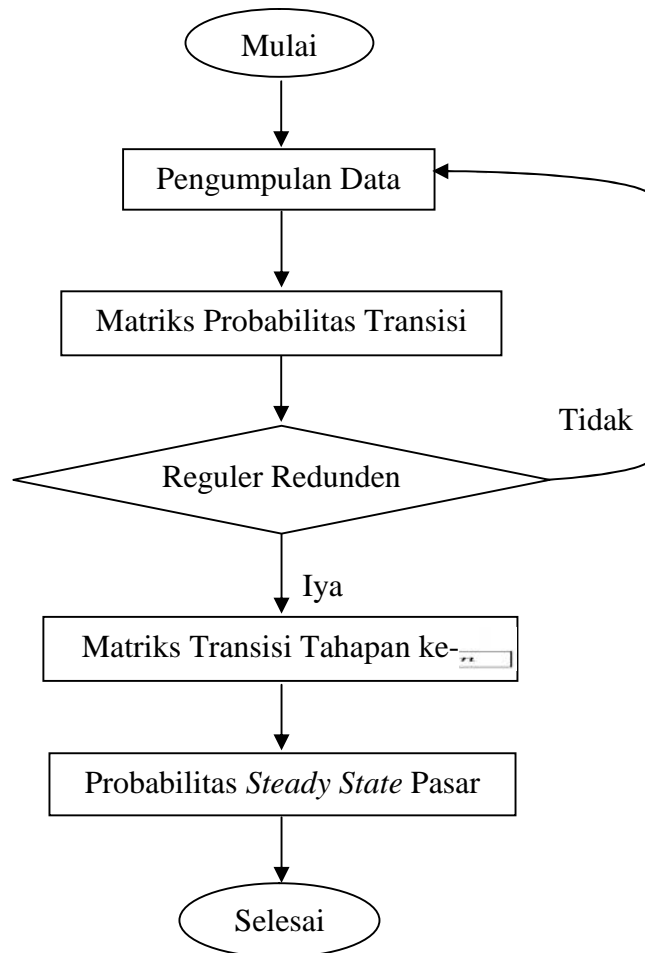 Mulai
Pengumpulan Data
Matriks Probabilitas Transisi
Tidak
Reguler Redunden
Iya
Matriks Transisi Tahapan ke-
Probabilitas Steady State Pasar
Selesai